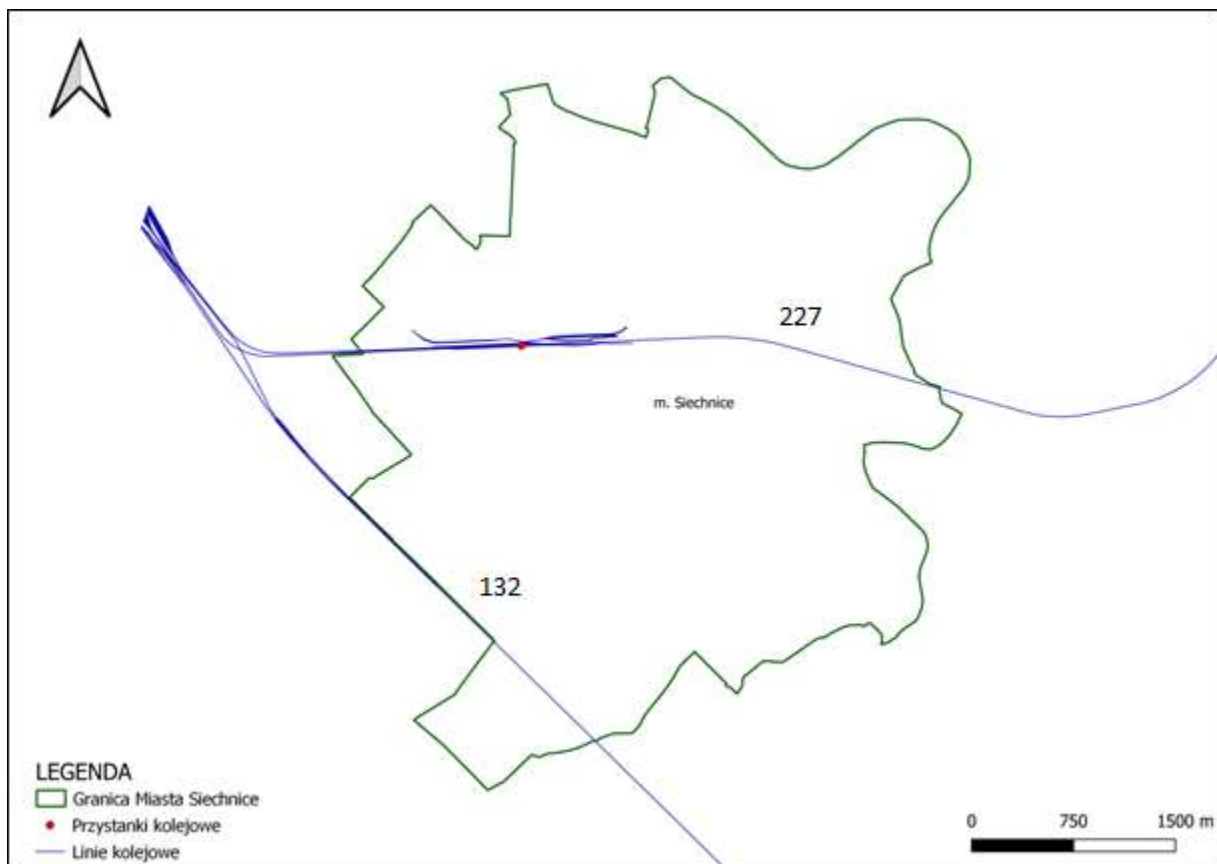 227
m. Siechnice
132
LEGENDA
Granica Miasta Siechnice
Przystanki kolejowe
Linie kolejowe
0 750 1500 m